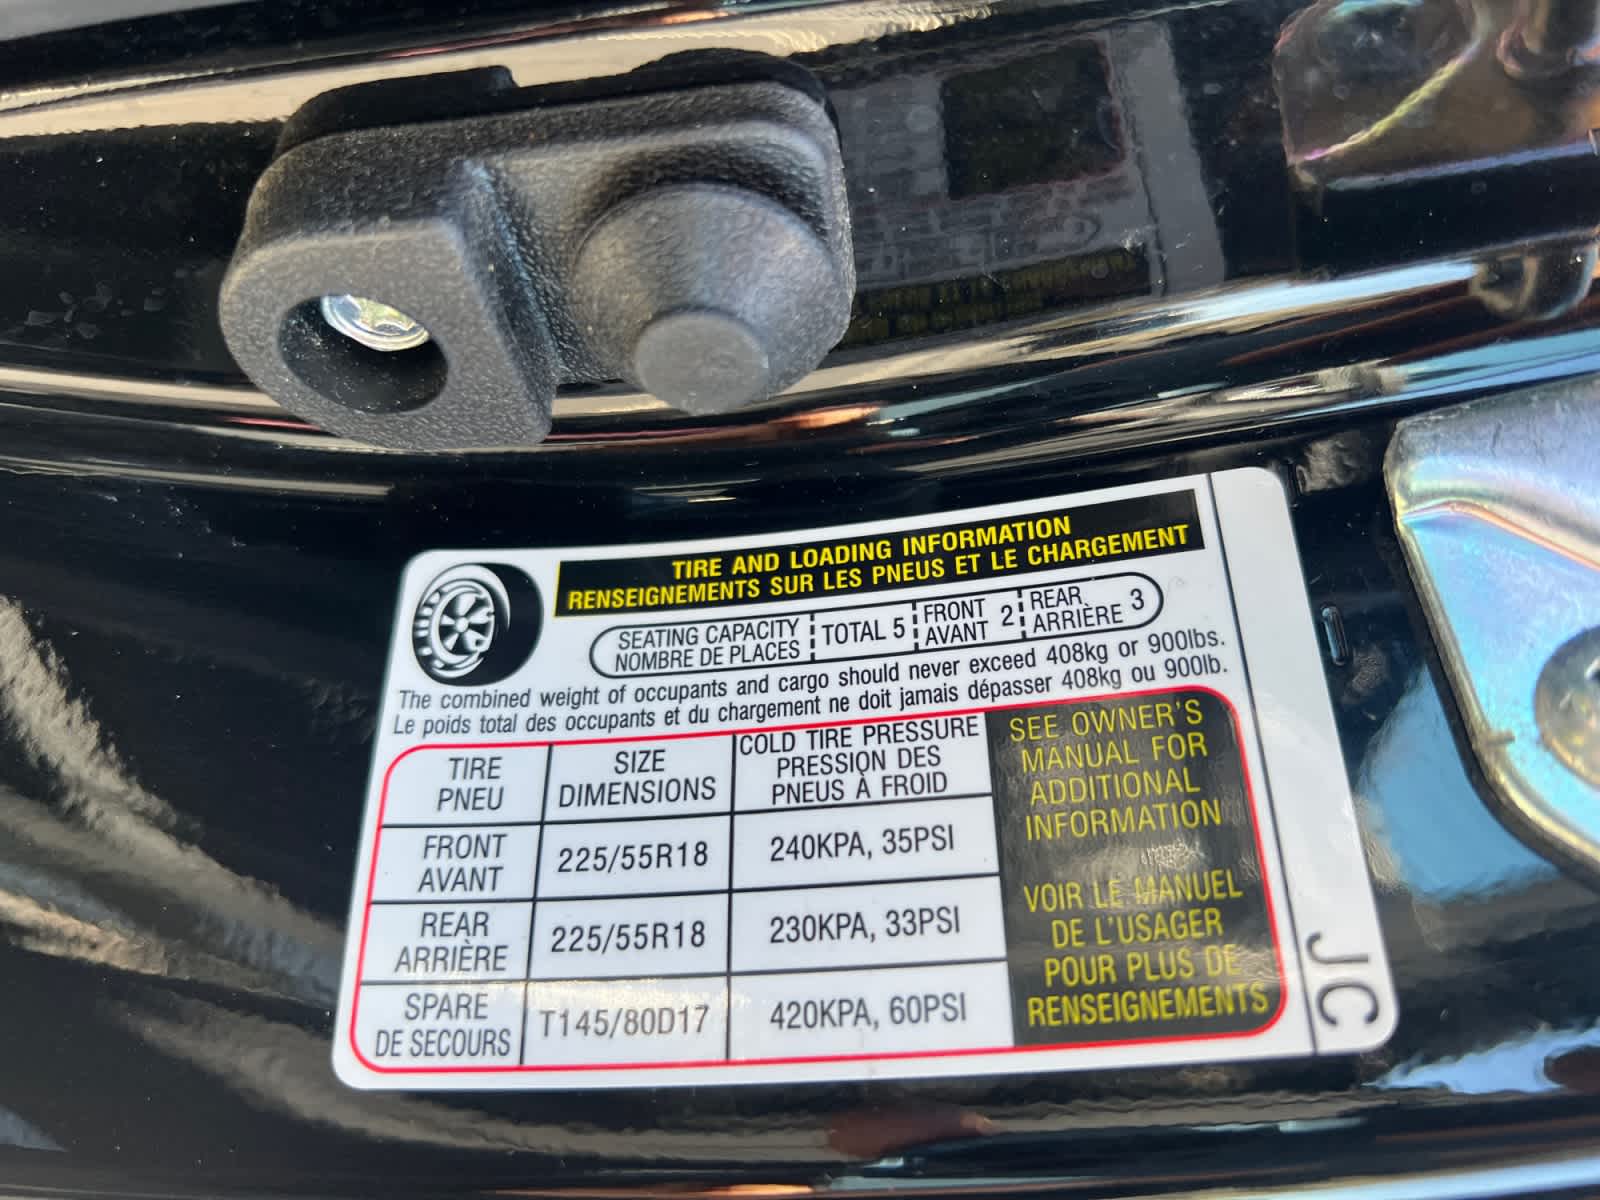 TIRE AND LOADING INFORMATION
RENSEIGNEMENTS SUR LES PNEUS ET LE CHARGEMENT
SEATING CAPACITY TOTAL 5 FRONT 2 REAR 3
NOMBRE DE PLACES AVANT ARRIÈRE
The combined weight of occupants and cargo should never exceed 408kg or 900lbs.
Le poids total des occupants et du chargement ne doit jamais dépasser 408kg ou 900lb.
TIRE
PNEU
SIZE
DIMENSIONS
COLD TIRE PRESSURE
PRESSION DES
PNEUS À FROID
FRONT
AVANT
225/55R18
240KPA, 35PSI
REAR
ARRIÈRE
225/55R18
230KPA, 33PSI
SPARE
DE SECOURS
T145/80D17
420KPA, 60PSI
SEE OWNER'S
MANUAL FOR
ADDITIONAL
INFORMATION
VOIR LE MANUEL
DE L'USAGER
POUR PLUS DE
RENSEIGNEMENTS
JC